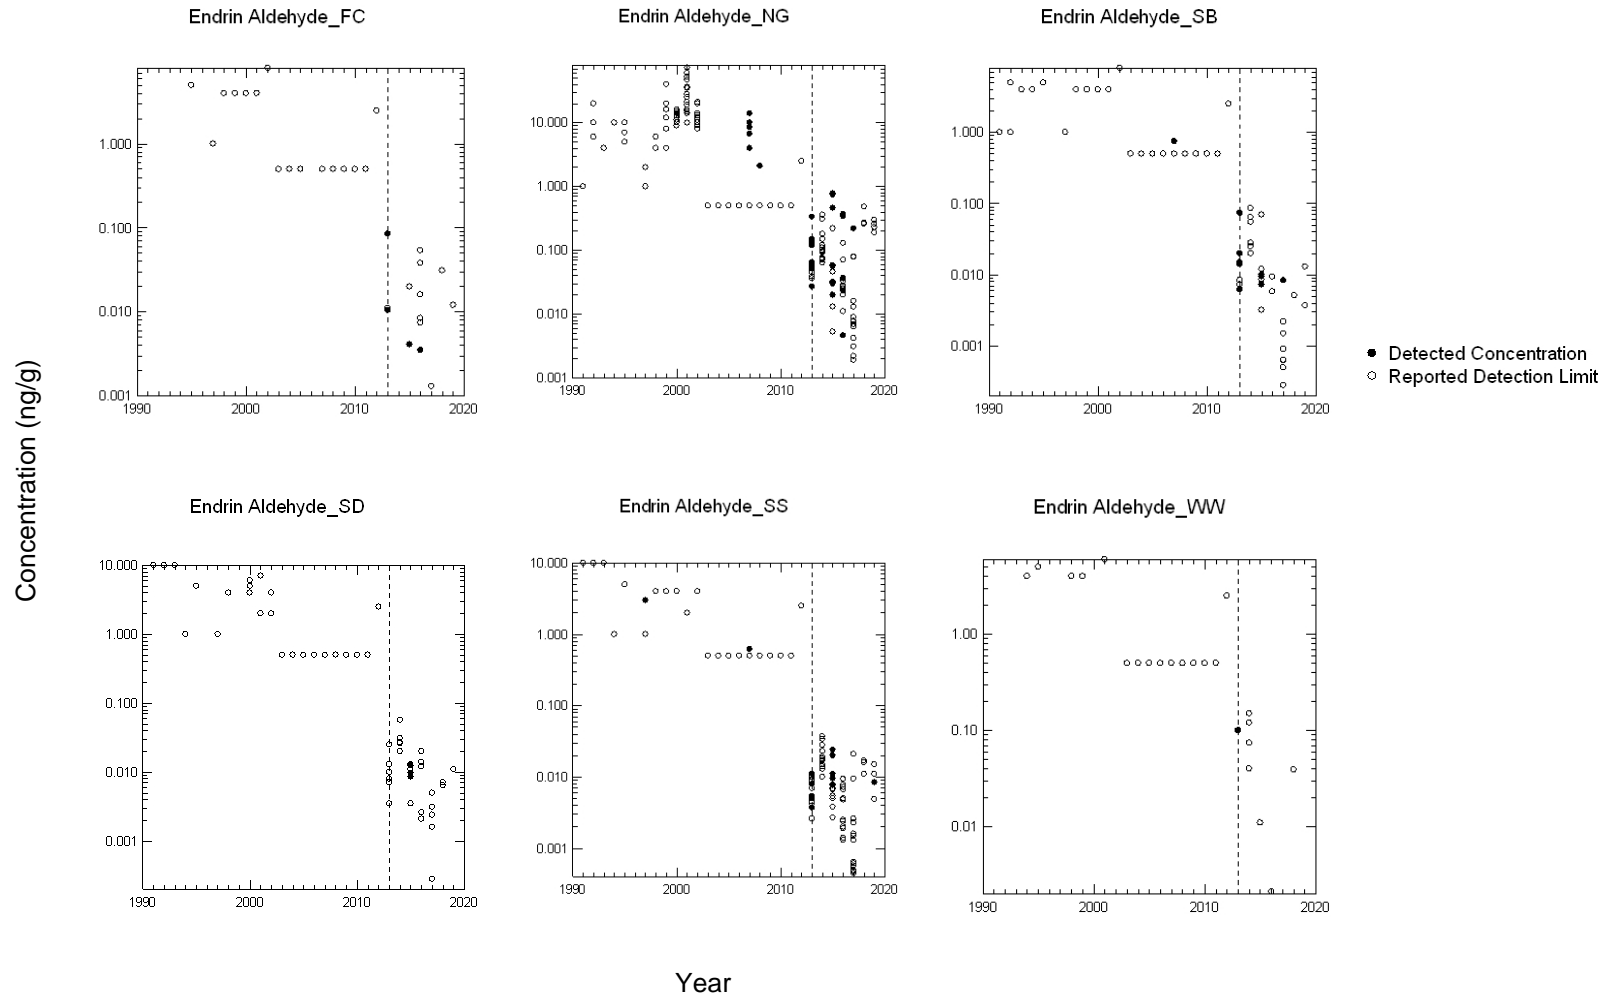 Endrin Aldehyde_FC
Endrin Aldehyde_NG
Endrin Aldehyde_SB
1.000
0.100
0.010
0.001
1990 2000 2010 2020
10.000
1.000
0.100
0.010
0.001
1990 2000 2010 2020
1.000
0.100
0.010
0.001
1990 2000 2010 2020
Detected Concentration
Reported Detection Limit
Concentration (ng/g)
Endrin Aldehyde_SD
Endrin Aldehyde_SS
Endrin Aldehyde_WW
10.000
1.000
0.100
0.010
0.001
1990 2000 2010 2020
10.000
1.000
0.100
0.010
0.001
1990 2000 2010 2020
1.00
0.10
0.01
1990 2000 2010 2020
Year